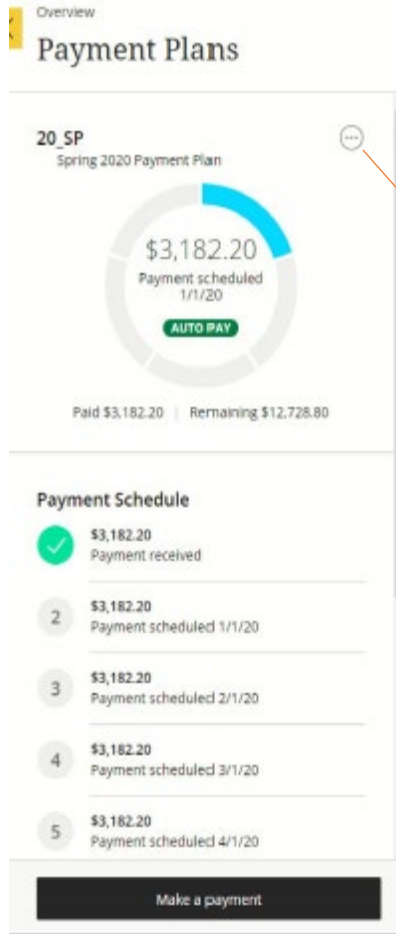 Overview
Payment Plans
20_SP
Spring 2020 Payment Plan
$3,182.20
Payment scheduled
1/1/20
AUTO PAY
Paid $3,182.20 | Remaining $12,728.80
Payment Schedule
$3,182.20
Payment received
2
$3,182.20
Payment scheduled 1/1/20
3
$3,182.20
Payment scheduled 2/1/20
4
$3,182.20
Payment scheduled 3/1/20
5
$3,182.20
Payment scheduled 4/1/20
Make a payment